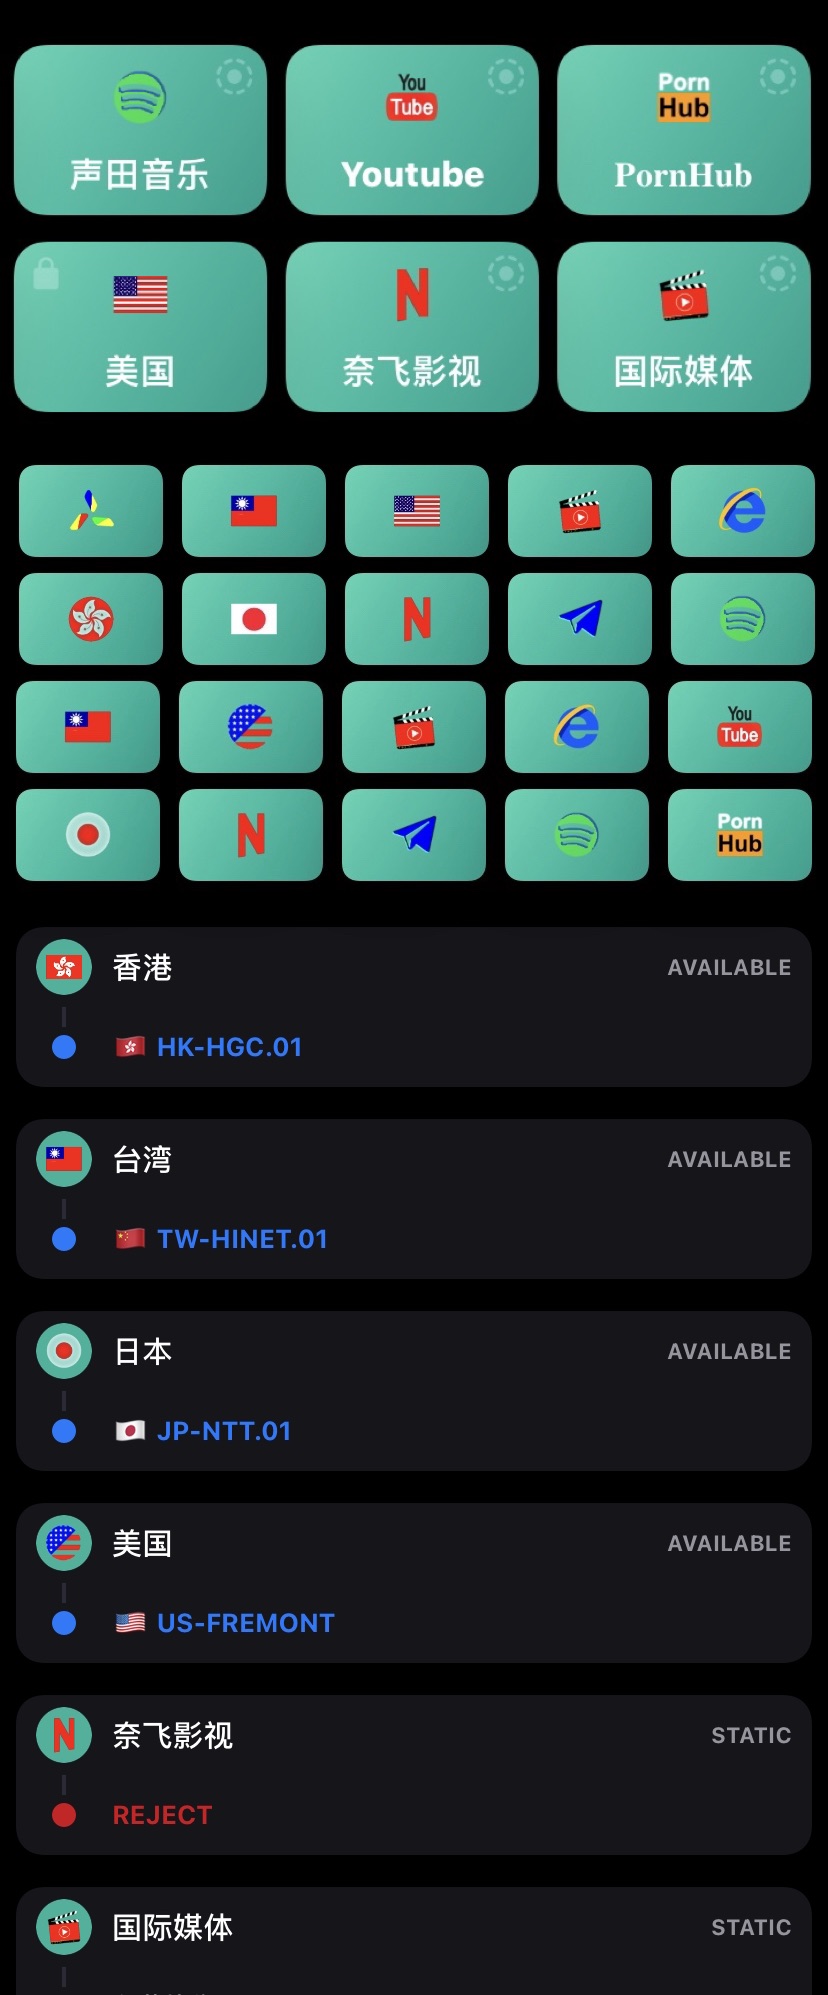 声田音乐
You
Tube
Youtube
Porn
Hub
PornHub
美国
N
奈飞影视
国际媒体
N
You
Tube
N
Porn
Hub
香港
AVAILABLE
HK-HGC.01
台湾
AVAILABLE
TW-HINET.01
日本
AVAILABLE
JP-NTT.01
美国
AVAILABLE
US-FREMONT
N
奈飞影视
STATIC
REJECT
国际媒体
STATIC